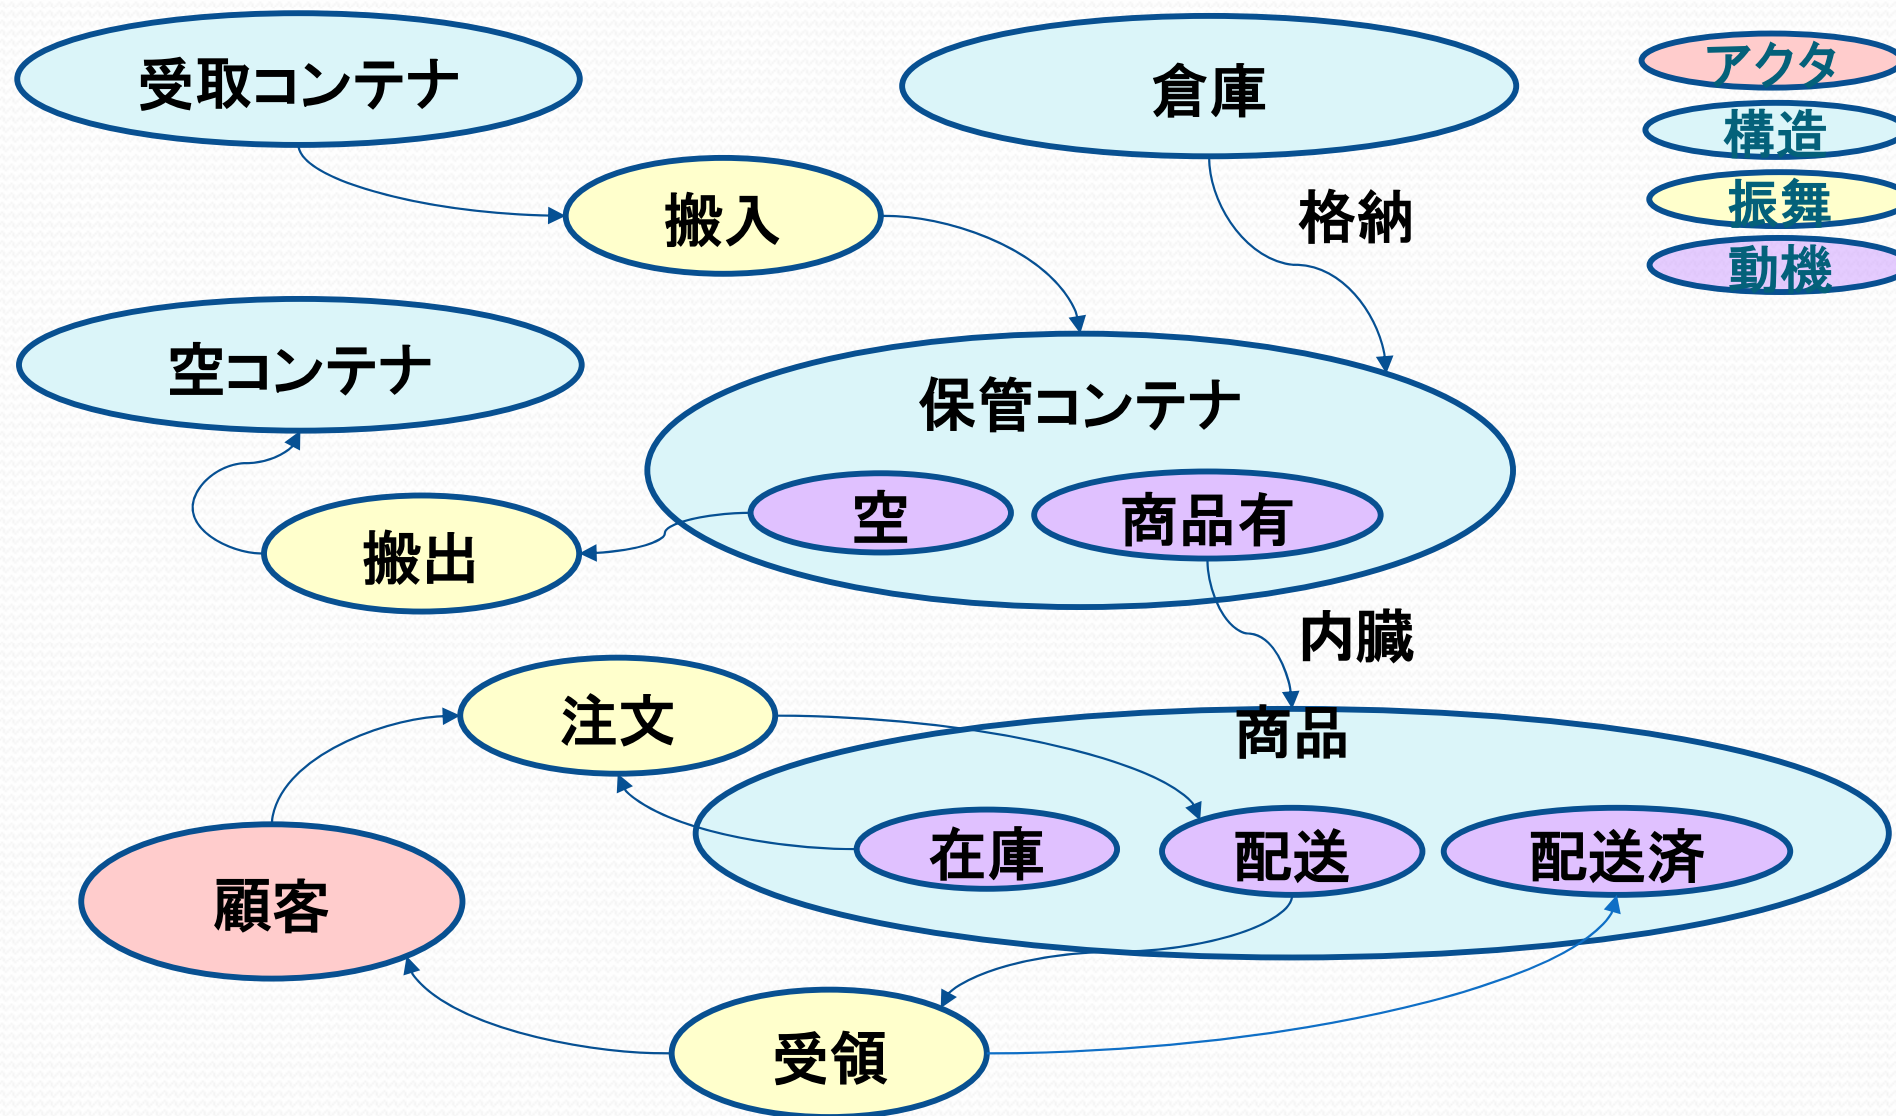 受取コンテナ
倉庫
アクタ
構造
振舞
動機
搬入
格納
空コンテナ
保管コンテナ
空
商品有
搬出
内臓
注文
商品
在庫
配送
配送済
顧客
受領